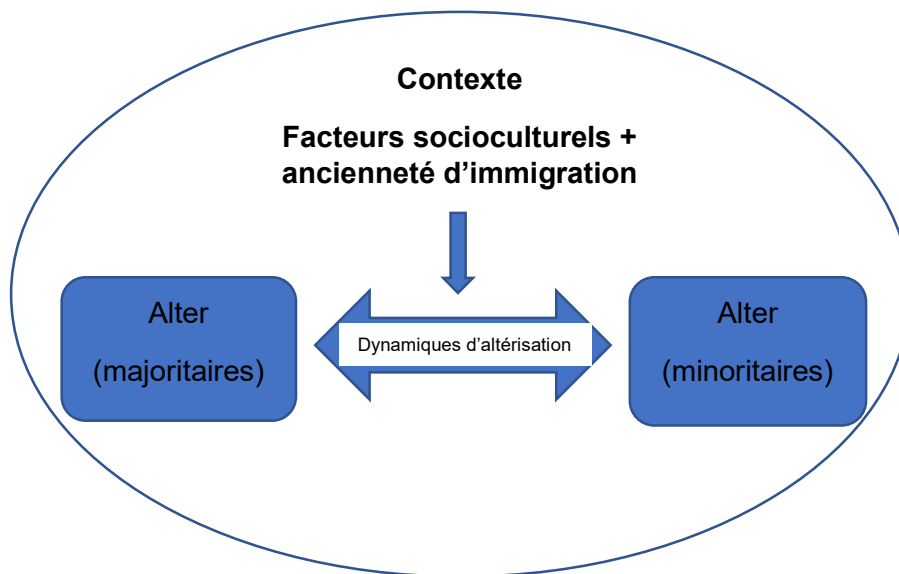 Contexte
Facteurs socioculturels +
ancienneté d’immigration
Alter
(majoritaires)
Dynamiques d’altérisation
Alter
(minoritaires)